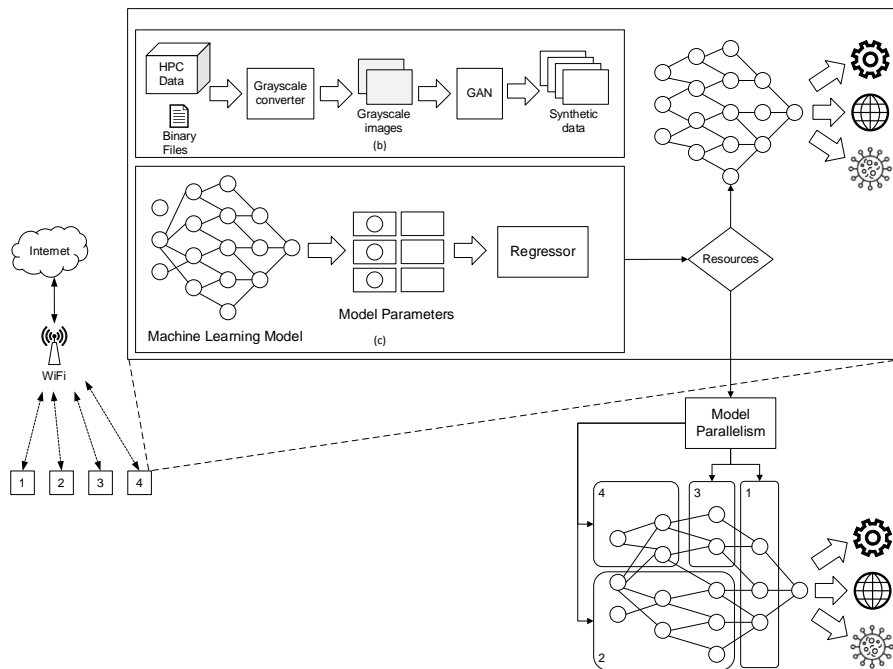 HPC
Data
Binary
Files
Grayscale
converter
Grayscale
images
GAN
Synthetic
data
(b)
Machine Learning Model
Model Parameters
Regressor
(c)
Resources
Internet
WiFi
1
2
3
4
Model
Parallelism
4
3
1
2